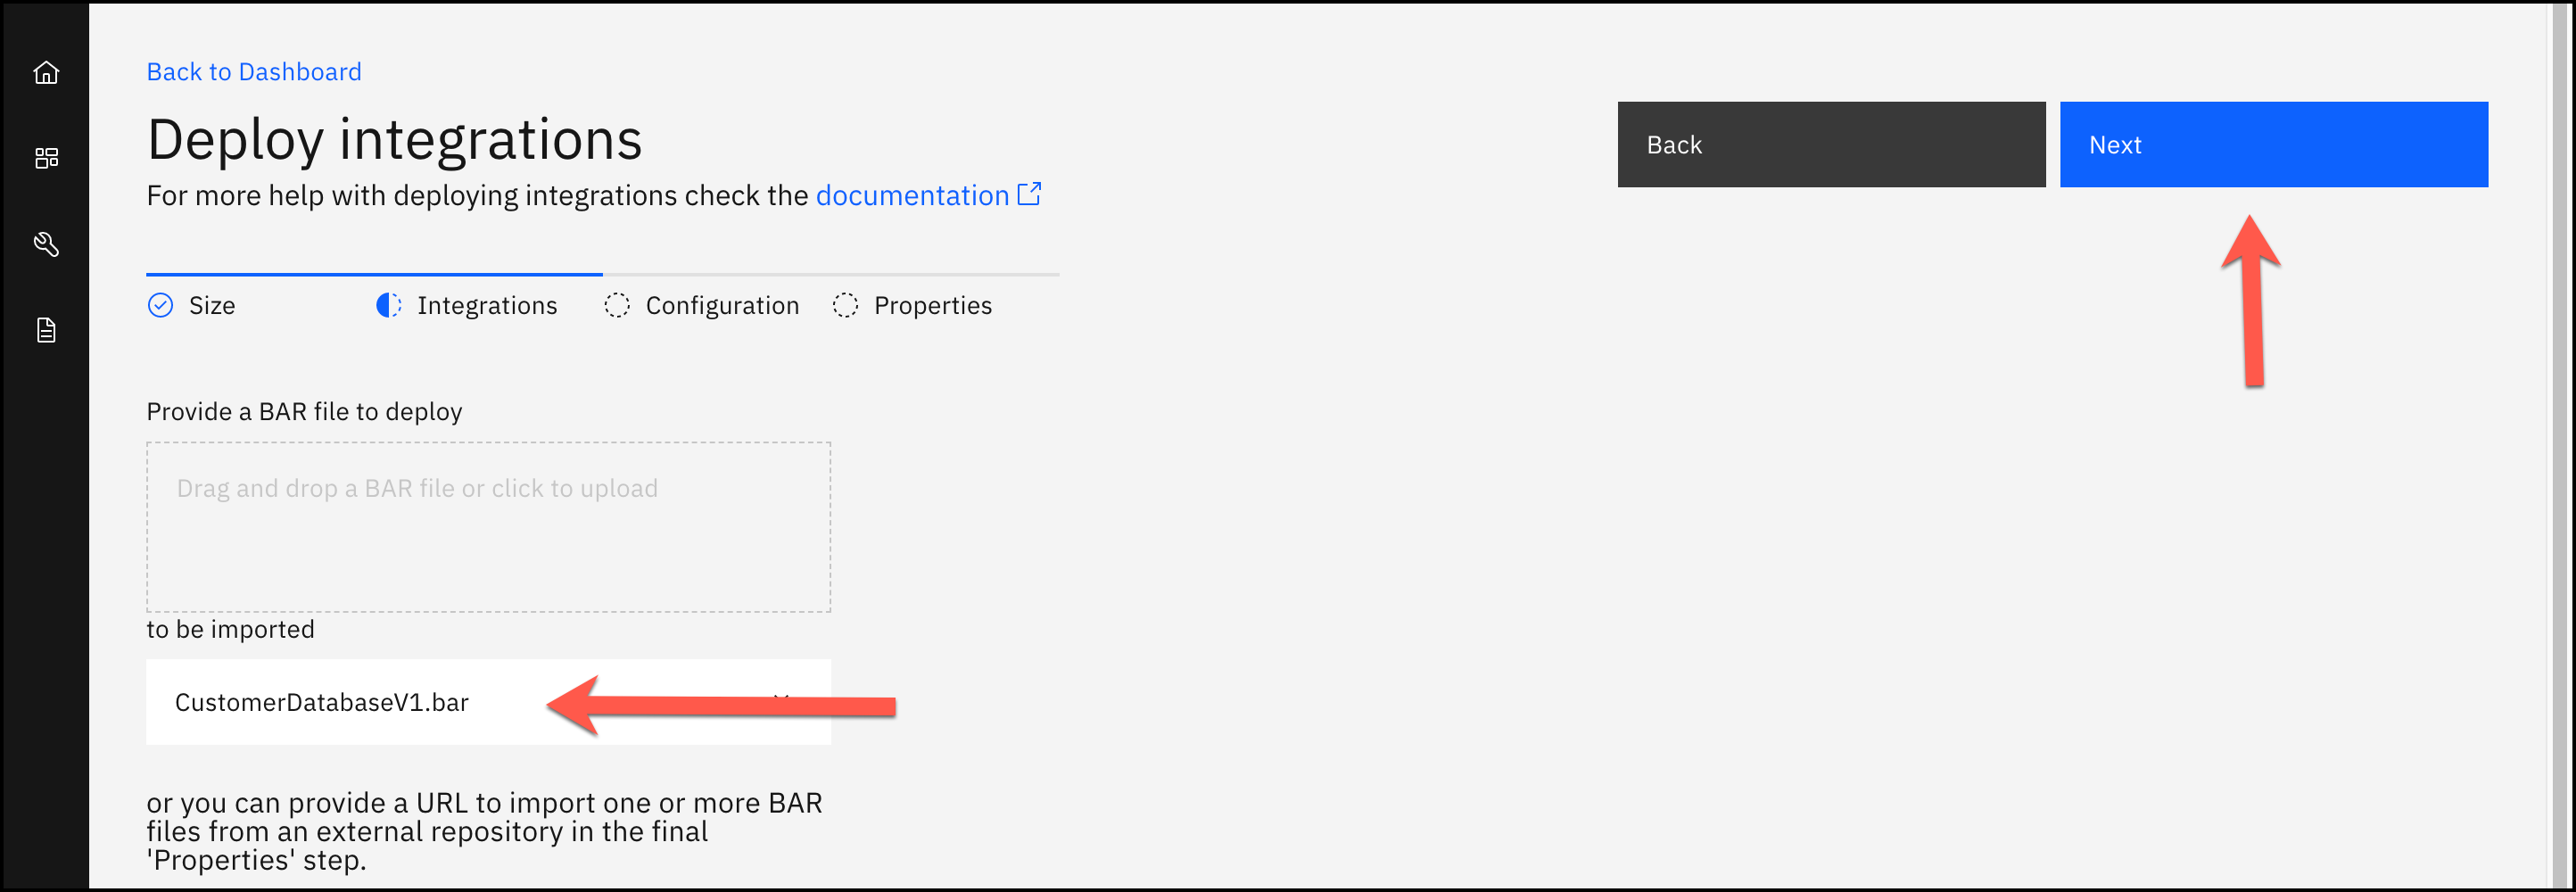 Back to Dashboard
Deploy integrations
For more help with deploying integrations check the documentation
Back
Next
Size
Integrations
Configuration
Properties
Provide a BAR file to deploy
Drag and drop a BAR file or click to upload
to be imported
CustomerDatabaseV1.bar
or you can provide a URL to import one or more BAR
files from an external repository in the final
'Properties' step.